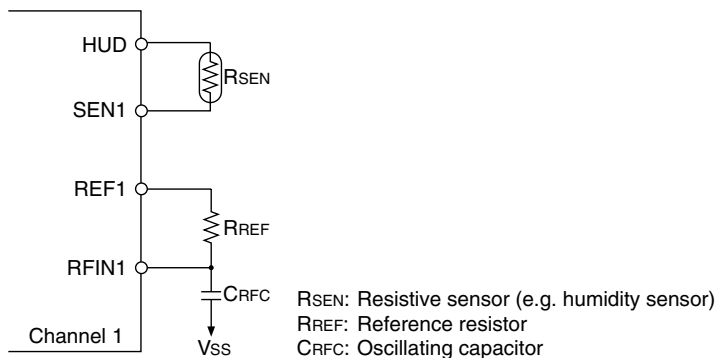 HUD
RSEN
SEN1
REF1
RREF
RFIN1
CRFC
VSS
Channel 1
RSEN: Resistive sensor (e.g. humidity sensor)
RREF: Reference resistor
CRFC: Oscillating capacitor